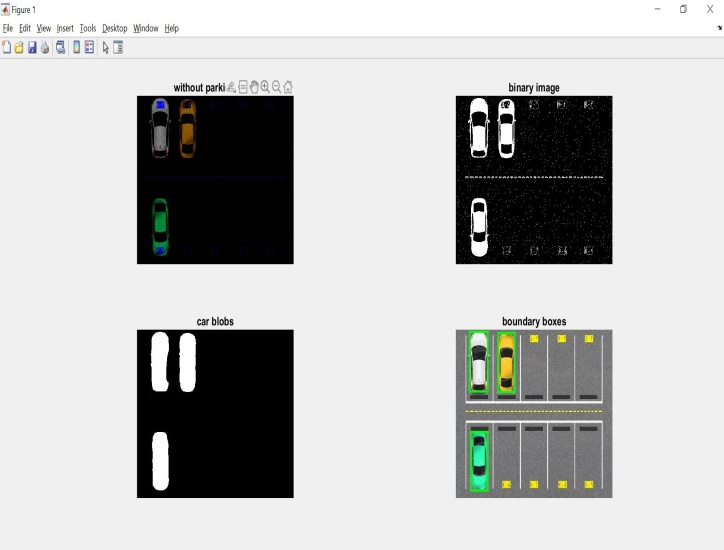 Figure 1
File Edit View Insert Tools Desktop Window Help
without parki
binary image
car blobs
boundary boxes